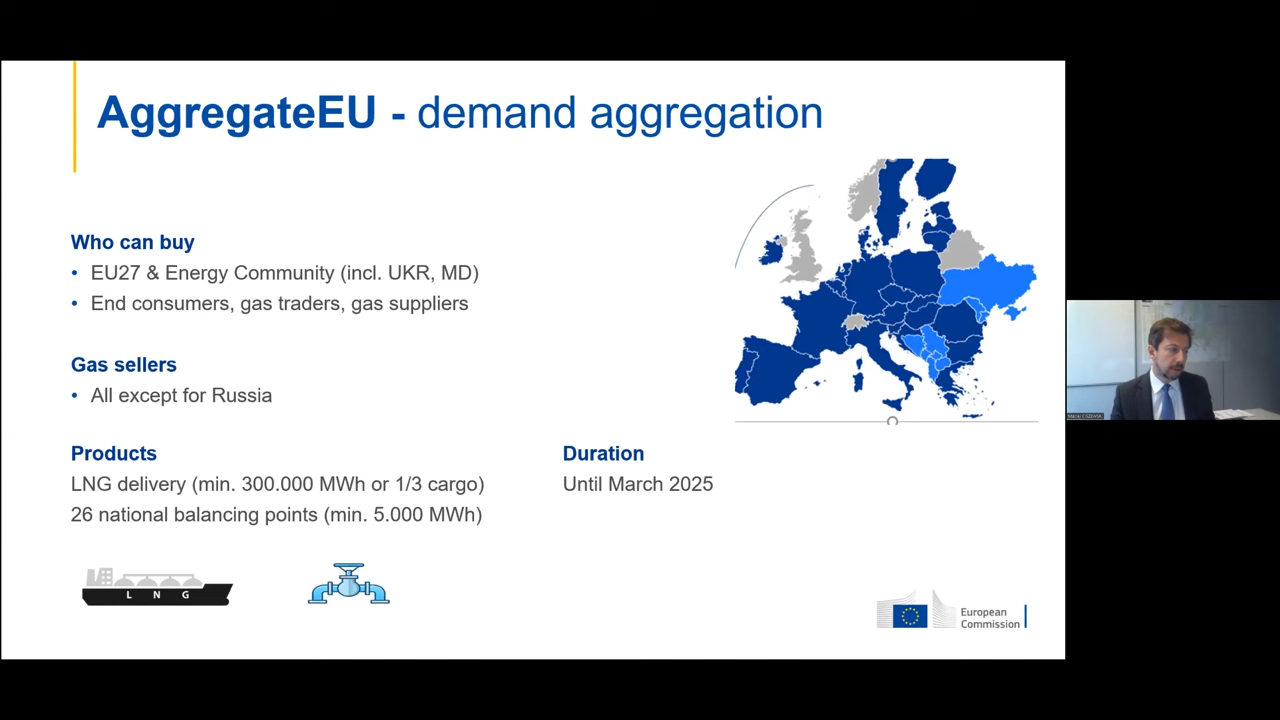 AggregateEU - demand aggregation
Who can buy
• EU27 & Energy Community (incl. UKR, MD)
• End consumers, gas traders, gas suppliers
Gas sellers
• All except for Russia
Products
LNG delivery (min. 300.000 MWh or 1/3 cargo)
26 national balancing points (min. 5.000 MWh)
Duration
Until March 2025
L N G
European
Commission